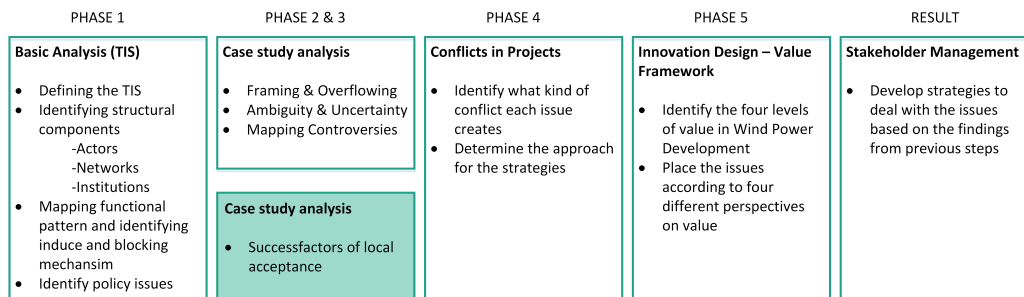 PHASE 1
Basic Analysis (TIS)
• Defining the TIS
• Identifying structural
components
-Actors
-Networks
-Institutions
• Mapping functional
pattern and identifying
induce and blocking
mechansim
• Identify policy issues
PHASE 2 & 3
Case study analysis
• Framing & Overflowing
• Ambiguity & Uncertainty
• Mapping Controversies
Case study analysis
• Successfactors of local
acceptance
PHASE 4
Conflicts in Projects
• Identify what kind of
conflict each issue
creates
• Determine the approach
for the strategies
PHASE 5
Innovation Design – Value
Framework
• Identify the four levels
of value in Wind Power
Development
• Place the issues
according to four
different perspectives
on value
RESULT
Stakeholder Management
• Develop strategies to
deal with the issues
based on the findings
from previous steps